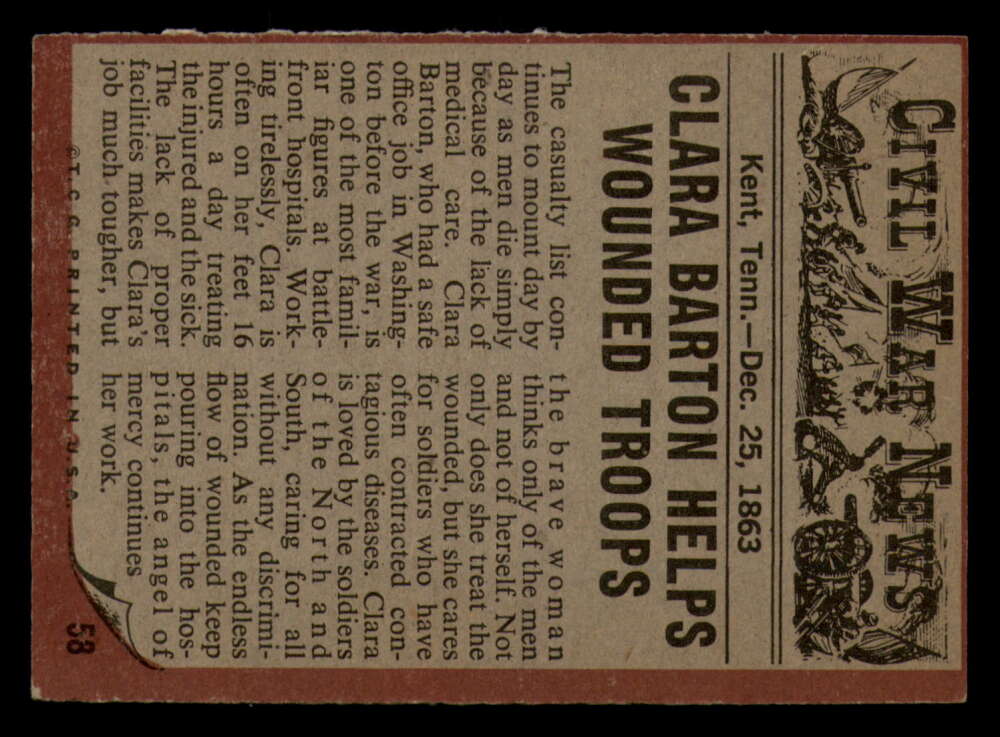 CIVIL WAR NEWS
Kent, Tenn.—Dec. 25, 1863
CLARA BARTON HELPS
WOUNDED TROOPS
The casualty list con-
tinues to mount day by
day as men die simply
because of the lack of
medical care. Clara
Barton, who had a safe
office job in Washing-
ton before the war, is
one of the most famil-
iar figures at battle-
front hospitals. Work-
ing tirelessly, Clara is
often on her feet 16
hours a day treating
the injured and the sick.
The lack of proper
facilities makes Clara's
job much tougher, but
the brave woman
thinks only of the men
and not of herself. Not
only does she treat the
wounded, but she cares
for soldiers who have
often contracted con-
tagious diseases. Clara
is loved by the soldiers
of the North and
South, caring for all
without any discrimi-
nation. As the endless
flow of wounded keep
pouring into the hos-
pitals, the angel of
mercy continues
her work.
© T.C.G. PRINTED IN U.S.A.
58